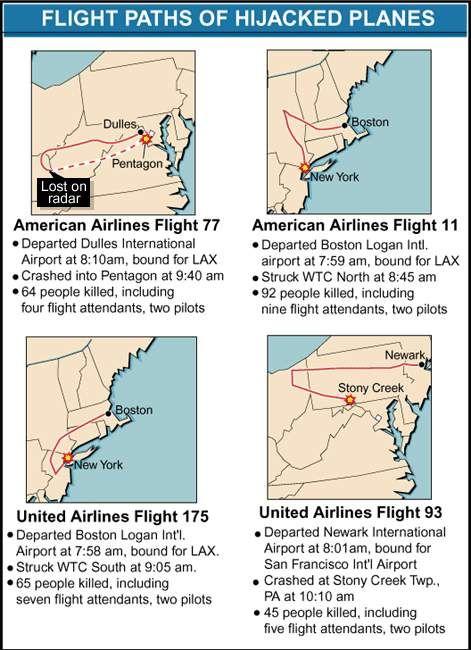 FLIGHT PATHS OF HIJACKED PLANES
Dulles
Pentagon
Lost on
radar
American Airlines Flight 77
• Departed Dulles International
Airport at 8:10am, bound for LAX
• Crashed into Pentagon at 9:40 am
• 64 people killed, including
four flight attendants, two pilots
Boston
New York
American Airlines Flight 11
• Departed Boston Logan Intl.
airport at 7:59 am, bound for LAX
• Struck WTC North at 8:45 am
• 92 people killed, including
nine flight attendants, two pilots
Boston
New York
United Airlines Flight 175
• Departed Boston Logan Int'l.
Airport at 7:58 am, bound for LAX.
• Struck WTC South at 9:05 am.
• 65 people killed, including
seven flight attendants, two pilots
Newark
Stony Creek
United Airlines Flight 93
• Departed Newark International
Airport at 8:01am, bound for
San Francisco Int'l Airport
• Crashed at Stony Creek Twp.,
PA at 10:10 am
• 45 people killed, including
five flight attendants, two pilots